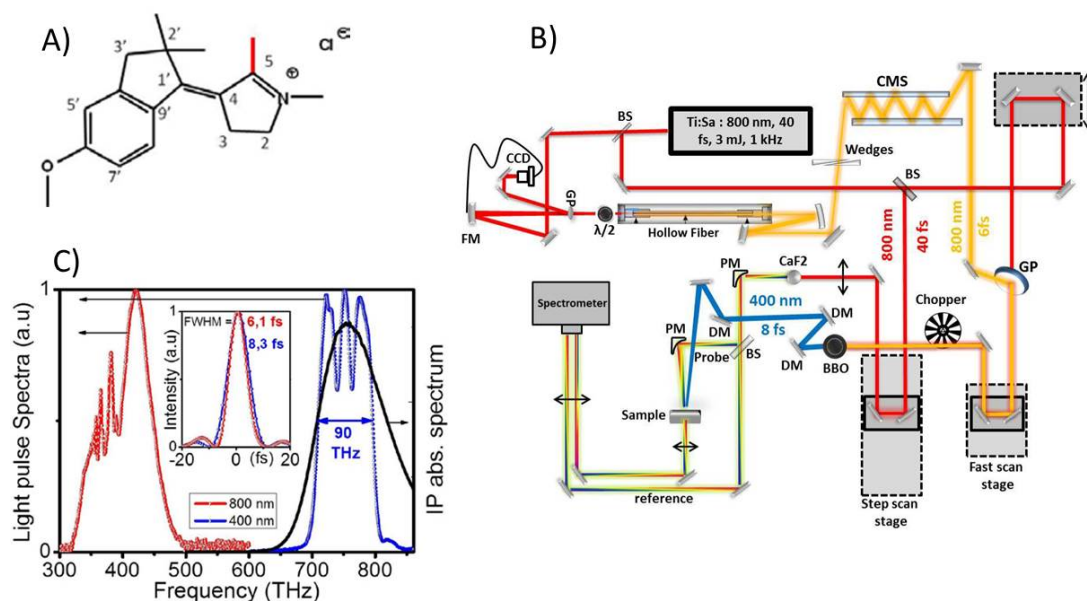 A)
2’
3’
5
Cl ⊖
⊕
1’
5’
4
N
9’
3
2
7’
O
B)
CMS
Ti:Sa : 800 nm, 40
fs, 3 mJ, 1 kHz
BS
Wedges
CCD
GP
BS
FM
λ/2
Hollow Fiber
800 nm
40 fs
800 nm
6fs
GP
PM
CaF2
Chopper
Spectrometer
400 nm
8 fs
DM
DM
PM
Probe
BS
DM
BBO
Sample
reference
Step scan
stage
Fast scan
stage
C)
Light pulse Spectra (a.u)
1
0
FWHM = 6,1 fs
8,3 fs
Intensity (a.u)
1
0
-20
0
(fs)
20
90
THz
800 nm
400 nm
IP abs. spectrum
300
400
500
600
700
800
Frequency (THz)